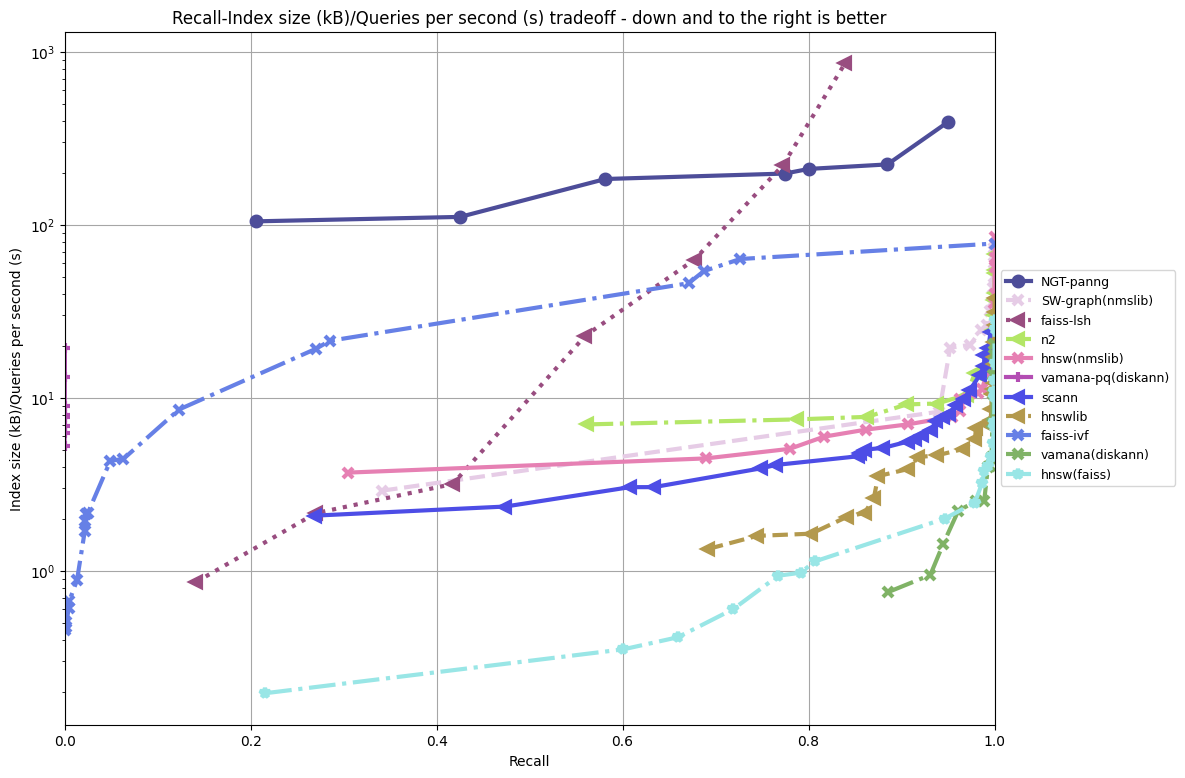 Recall-Index size (kB)/Queries per second (s) tradeoff - down and to the right is better
10³
10²
10¹
10⁰
Index size (kB)/Queries per second (s)
0.0 0.2 0.4 0.6 0.8 1.0
Recall
NGT-panng
SW-graph(nmslib)
faiss-lsh
n2
hnsw(nmslib)
vamana-pq(diskann)
scann
hnswlib
faiss-ivf
vamana(diskann)
hnsw(faiss)